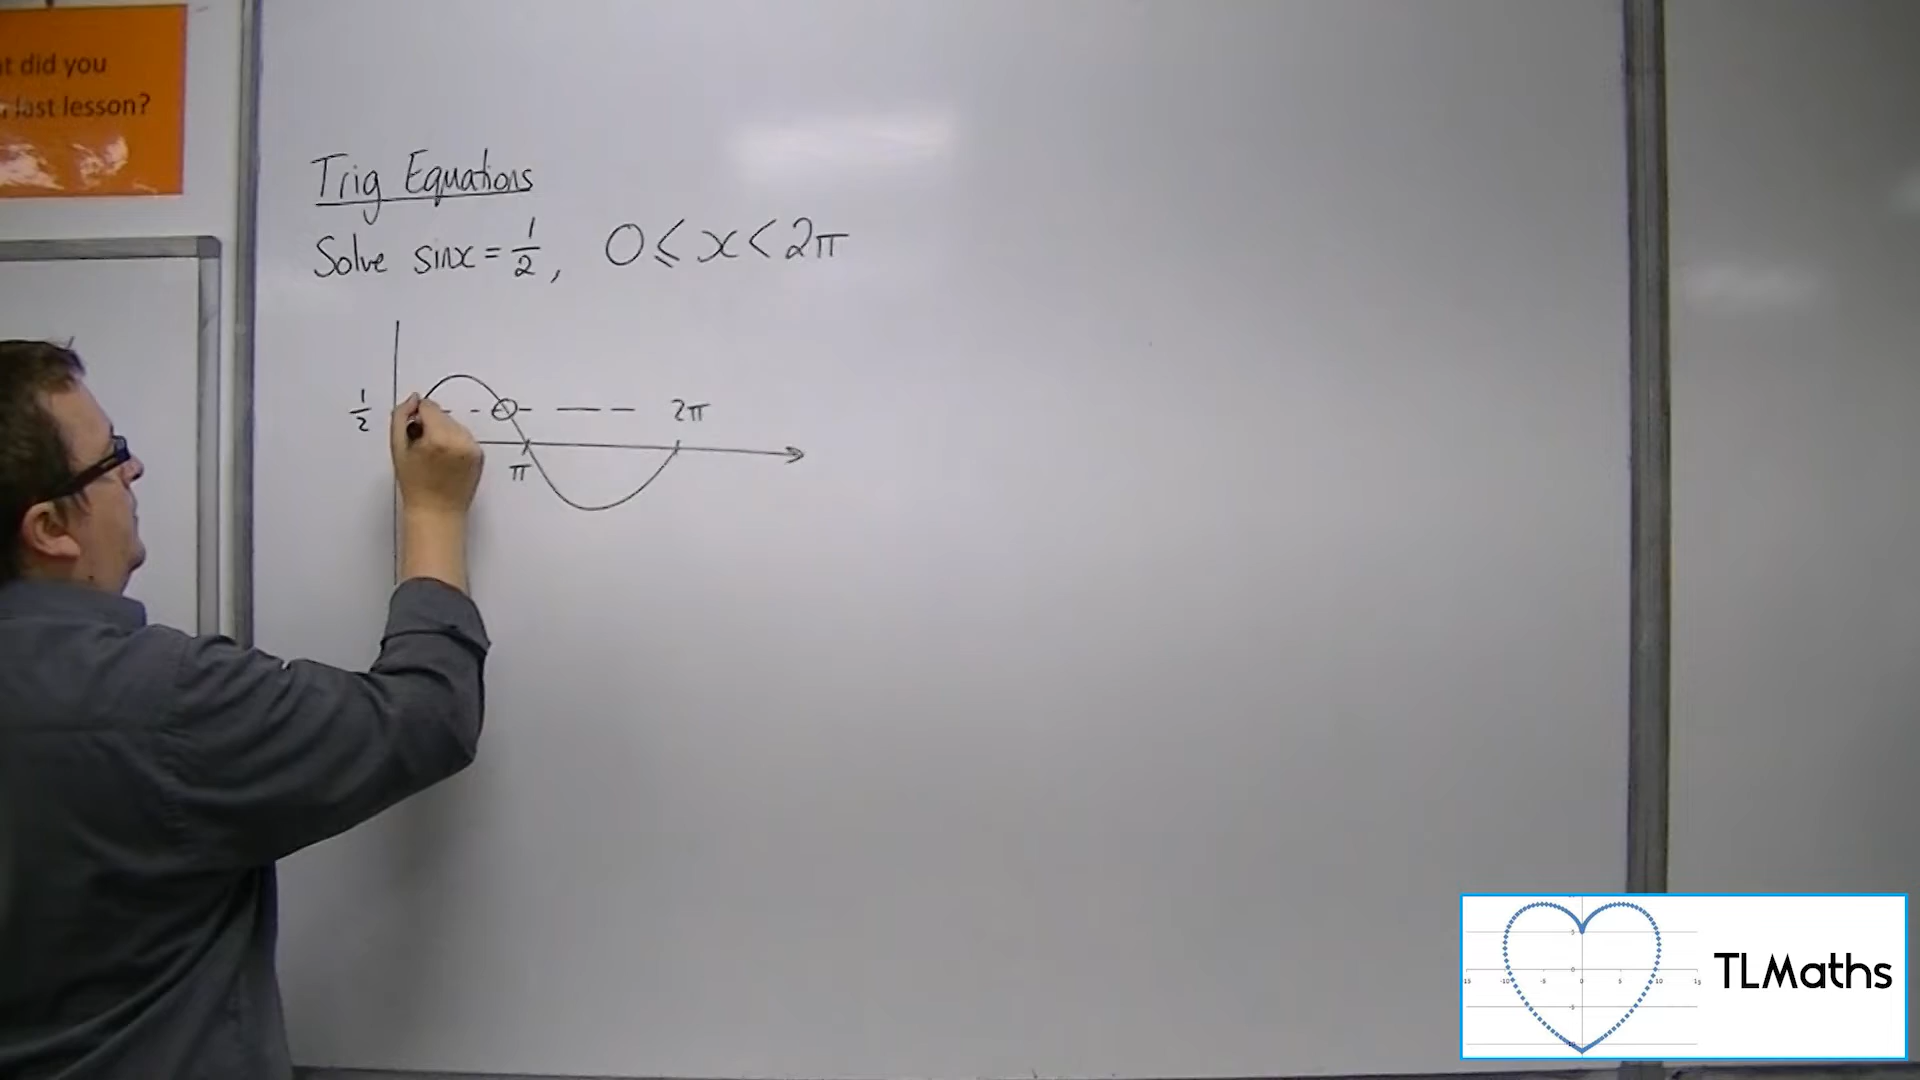 t did you
last lesson?
Trig Equations
Solve sinx = 1/2, 0 ≤ x < 2π
1/2
2π
π
TLMaths